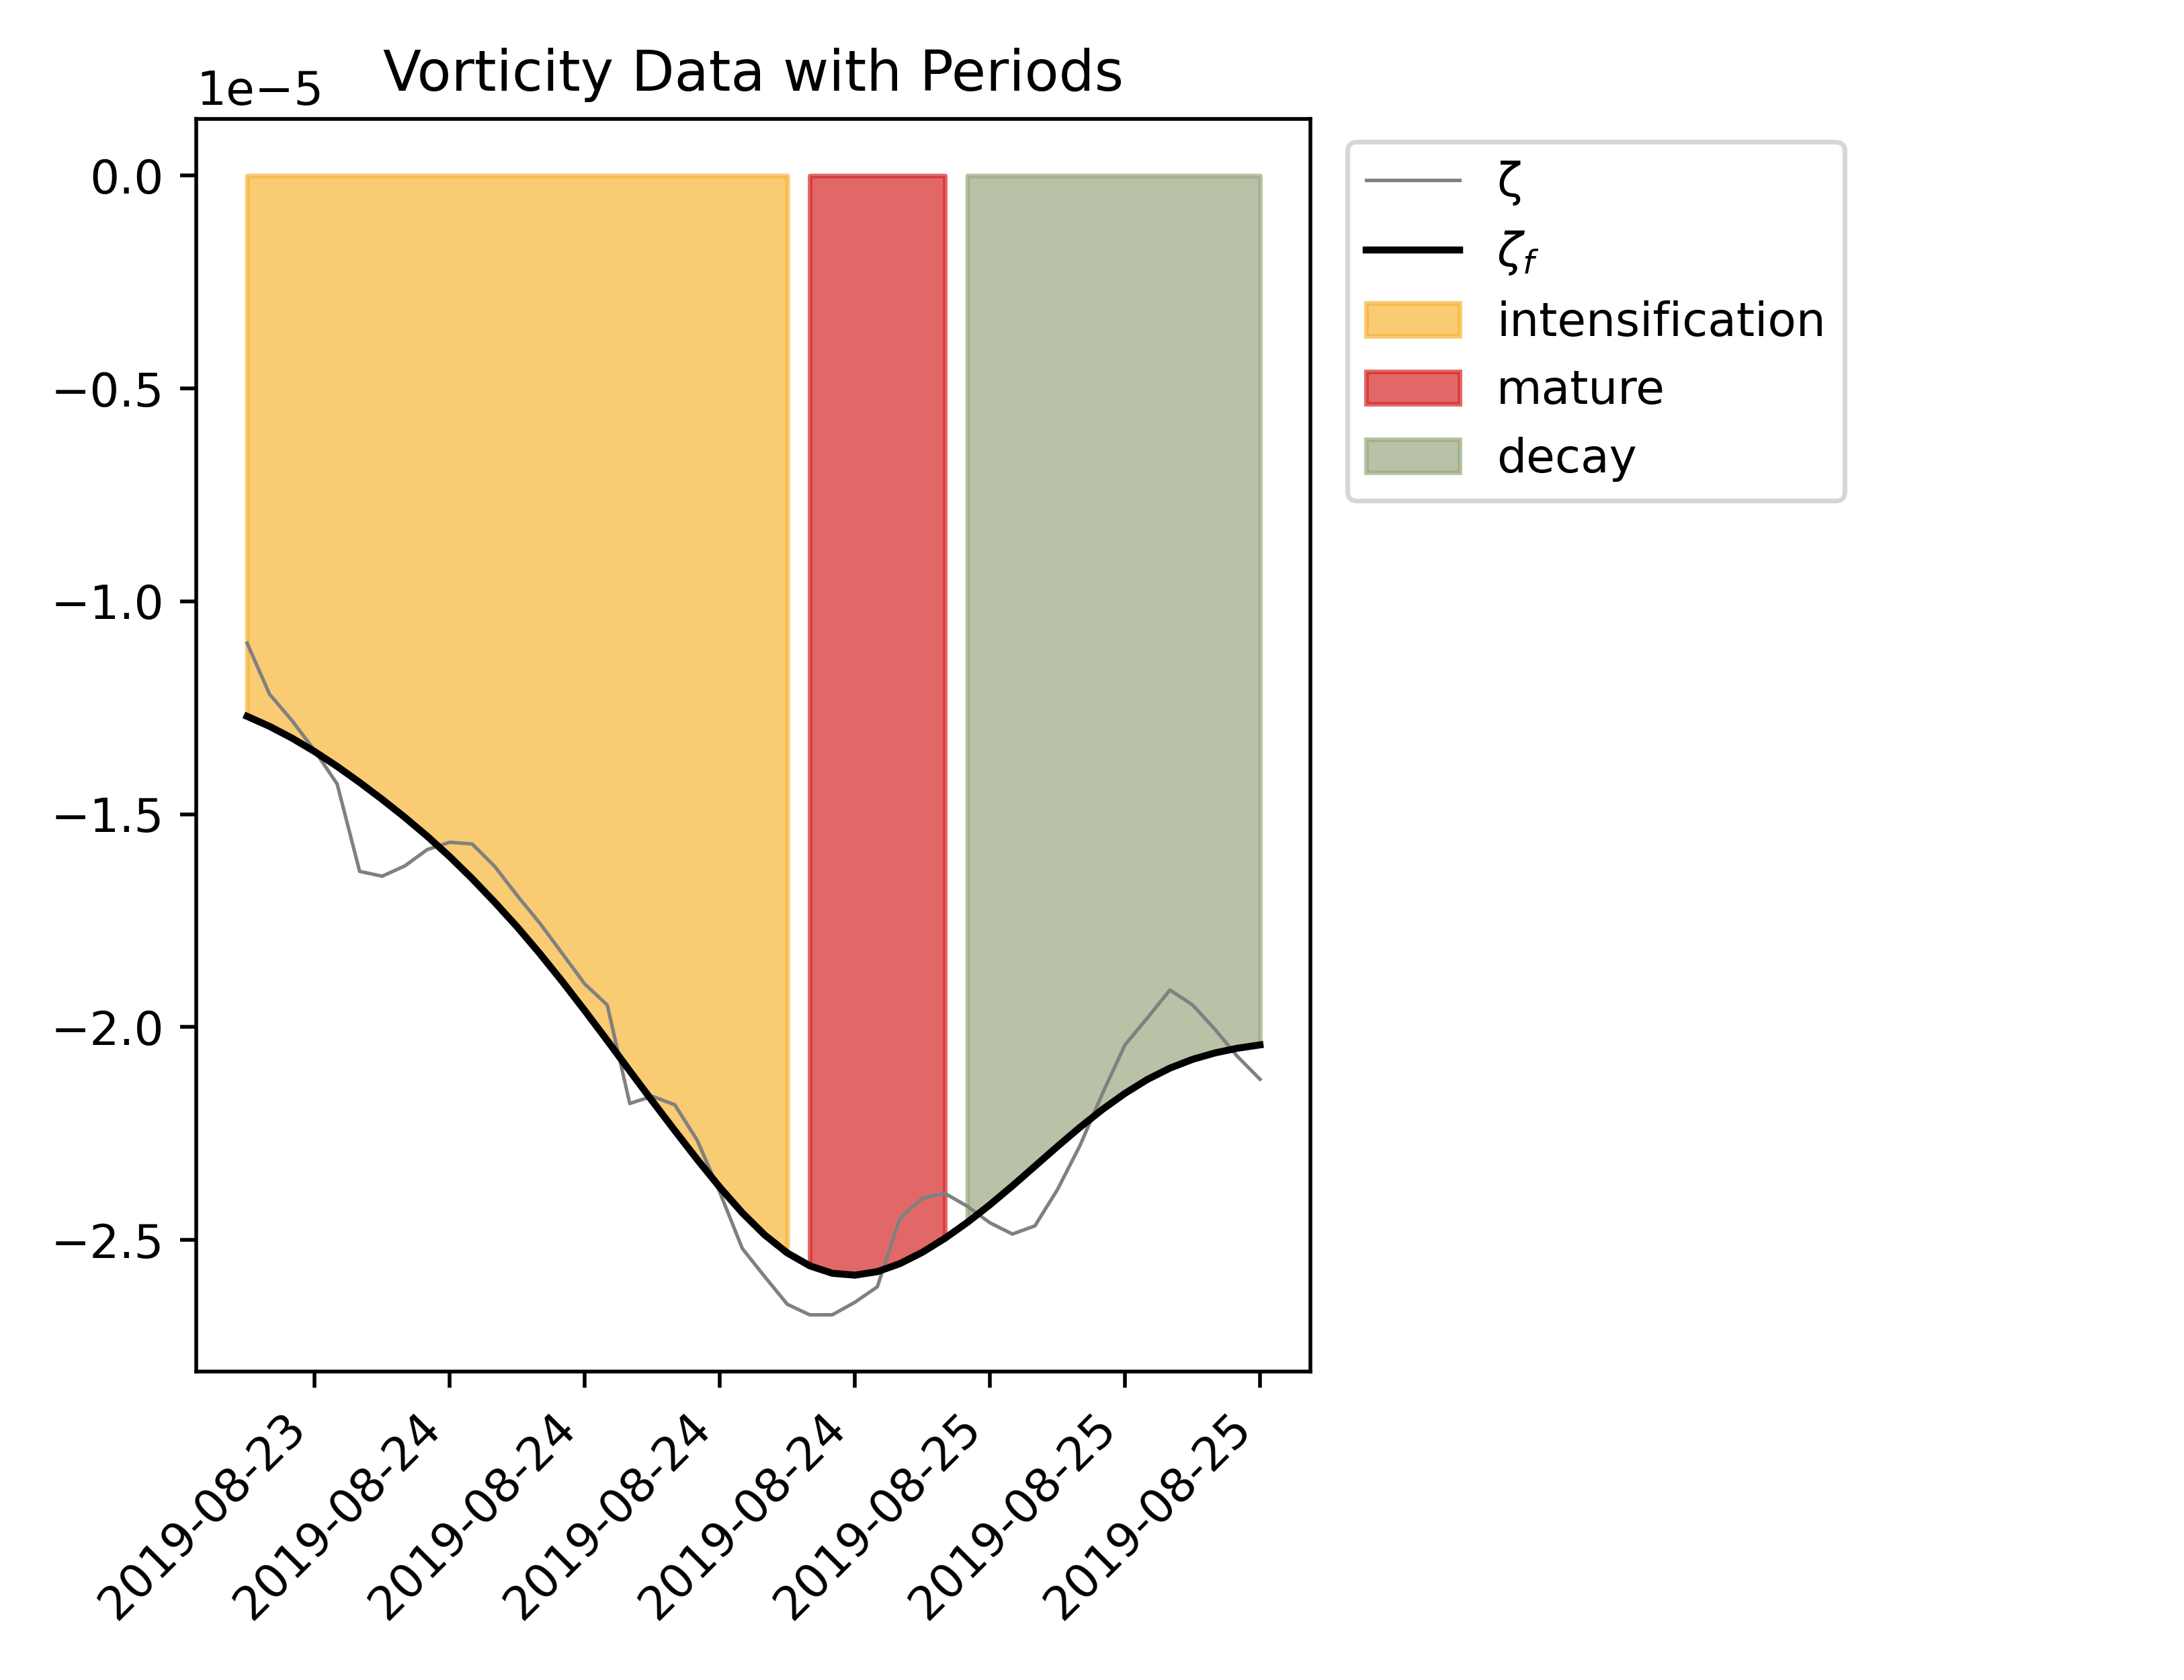 Vorticity Data with Periods
1e−5
0.0
−0.5
−1.0
−1.5
−2.0
−2.5
2019-08-23
2019-08-24
2019-08-24
2019-08-24
2019-08-24
2019-08-25
2019-08-25
2019-08-25
ζ
ζf
intensification
mature
decay